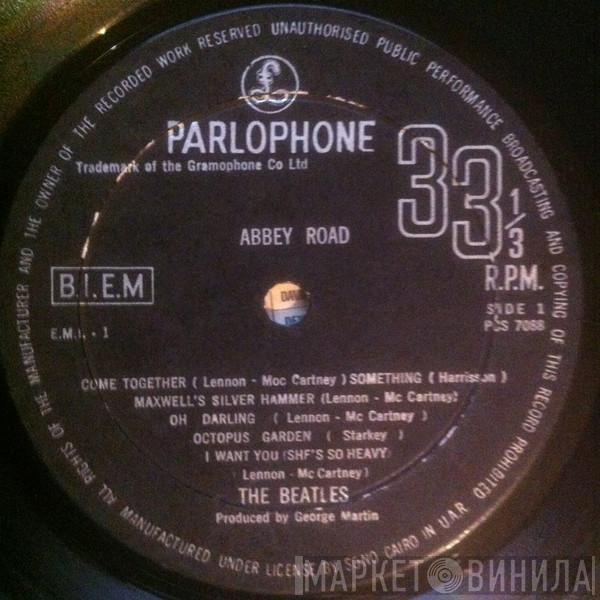 ALL RIGHTS OF THE MANUFACTURER AND THE OWNER OF THE RECORDED WORK RESERVED UNAUTHORISED PUBLIC PERFORMANCE BROADCASTING AND COPYING OF THIS RECORD PROHIBITED
PARLOPHONE
Trademark of the Gramophone Co Ltd
33 1/3
ABBEY ROAD
R.P.M.
B.I.E.M
SIDE 1
E.M.I. • 1
PCS 7088
DAV
COME TOGETHER ( Lennon - Moc Cartney ) SOMETHING ( Harrisson )
MAXWELL'S SILVER HAMMER (Lennon - Mc Cartney)
OH DARLING ( Lennon - Mc Cartney )
OCTOPUS GARDEN ( Starkey )
I WANT YOU (SHE'S SO HEAVY)
( Lennon - Mc Cartney)
THE BEATLES
Produced by George Martin
MANUFACTURED UNDER LICENSE BY SONO CAIRO IN U.A.R.
МАРКЕТ ВИНИЛА